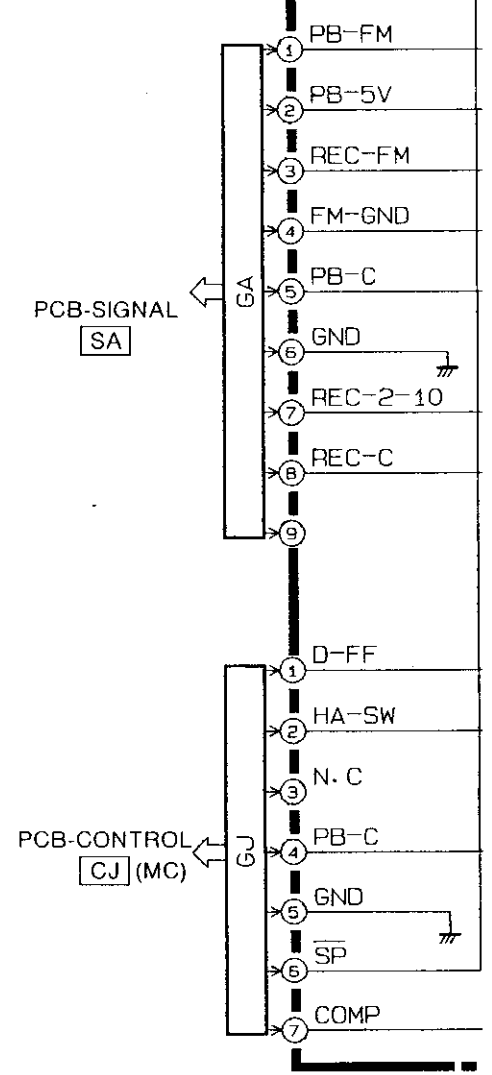 PCB-SIGNAL
SA
GA
1 PB-FM
2 PB-5V
3 REC-FM
4 FM-GND
5 PB-C
6 GND
7 REC-2-10
8 REC-C
9
PCB-CONTROL
CJ (MC)
GJ
1 D-FF
2 HA-SW
3 N.C
4 PB-C
5 GND
6 S̅P̅
7 COMP